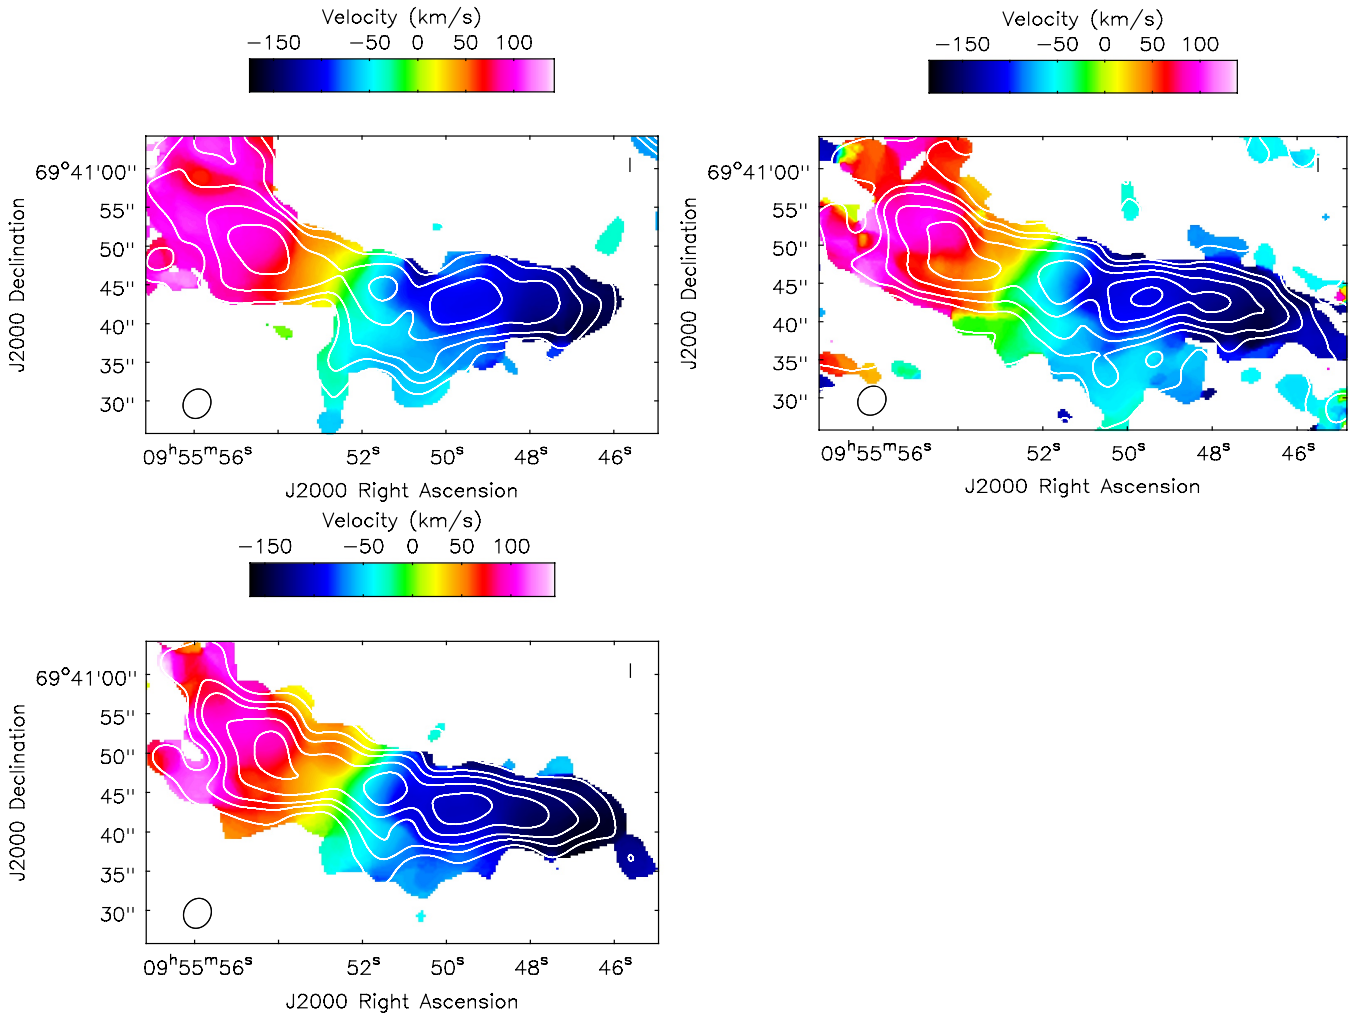 Velocity (km/s)
−150 −50 0 50 100
69°41'00"
55"
50"
45"
40"
35"
30"
J2000 Declination
09ʰ55ᵐ56ˢ 52ˢ 50ˢ 48ˢ 46ˢ
J2000 Right Ascension
Velocity (km/s)
−150 −50 0 50 100
69°41'00"
55"
50"
45"
40"
35"
30"
J2000 Declination
09ʰ55ᵐ56ˢ 52ˢ 50ˢ 48ˢ 46ˢ
J2000 Right Ascension
Velocity (km/s)
−150 −50 0 50 100
69°41'00"
55"
50"
45"
40"
35"
30"
J2000 Declination
09ʰ55ᵐ56ˢ 52ˢ 50ˢ 48ˢ 46ˢ
J2000 Right Ascension